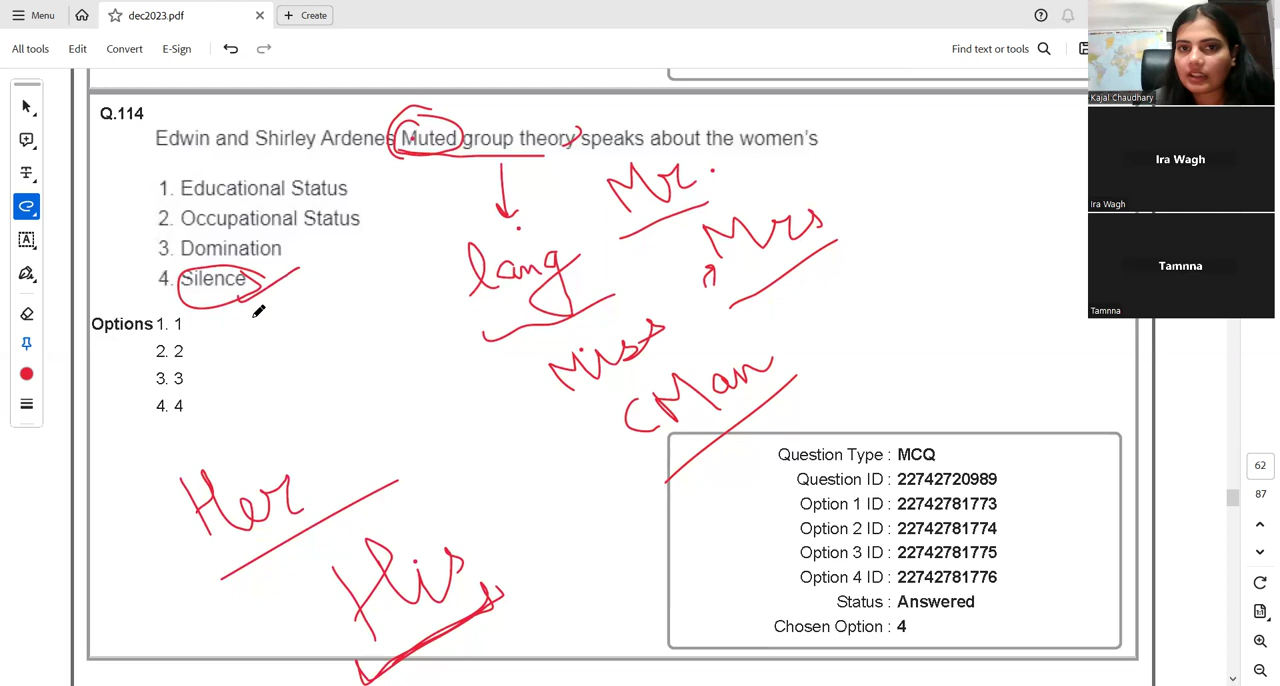 Menu
dec2023.pdf
Create
All tools
Edit
Convert
E-Sign
Find text or tools
Kajal Chaudhary
Ira Wagh
Ira Wagh
Tamnna
Tamnna
Q.114
Edwin and Shirley Ardenes Muted group theory speaks about the women's
1. Educational Status
2. Occupational Status
3. Domination
4. Silence
Mr.
Mrs
lang
Miss
Man
Options 1. 1
2. 2
3. 3
4. 4
Her
His
Question Type : MCQ
Question ID : 22742720989
Option 1 ID : 22742781773
Option 2 ID : 22742781774
Option 3 ID : 22742781775
Option 4 ID : 22742781776
Status : Answered
Chosen Option : 4
62
87